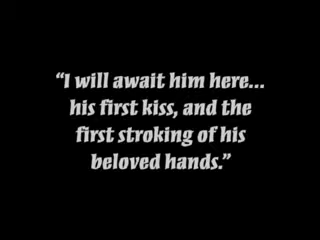 “I will await him here...
his first kiss, and the
first stroking of his
beloved hands.”